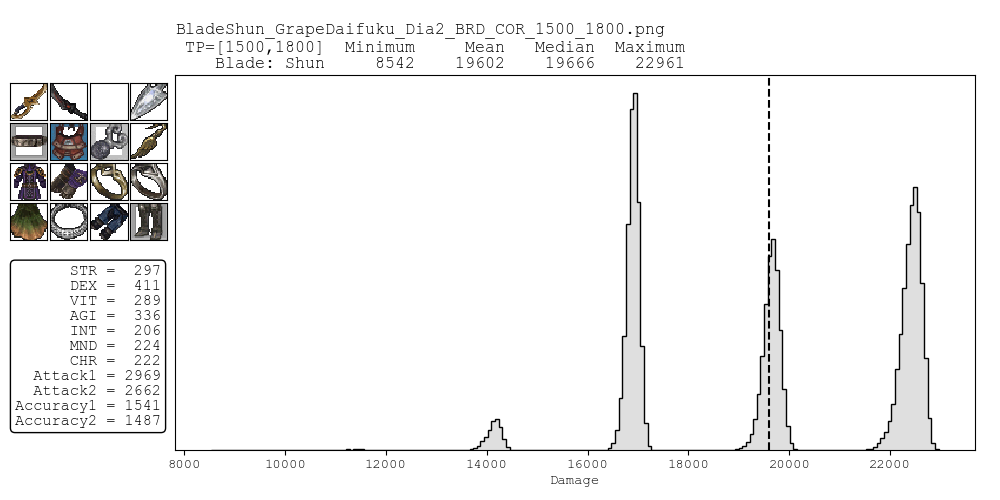 BladeShun_GrapeDaifuku_Dia2_BRD_COR_1500_1800.png
TP=[1500,1800] Minimum Mean Median Maximum
Blade: Shun 8542 19602 19666 22961
STR = 297
DEX = 411
VIT = 289
AGI = 336
INT = 206
MND = 224
CHR = 222
Attack1 = 2969
Attack2 = 2662
Accuracy1 = 1541
Accuracy2 = 1487
8000 10000 12000 14000 16000 18000 20000 22000
Damage